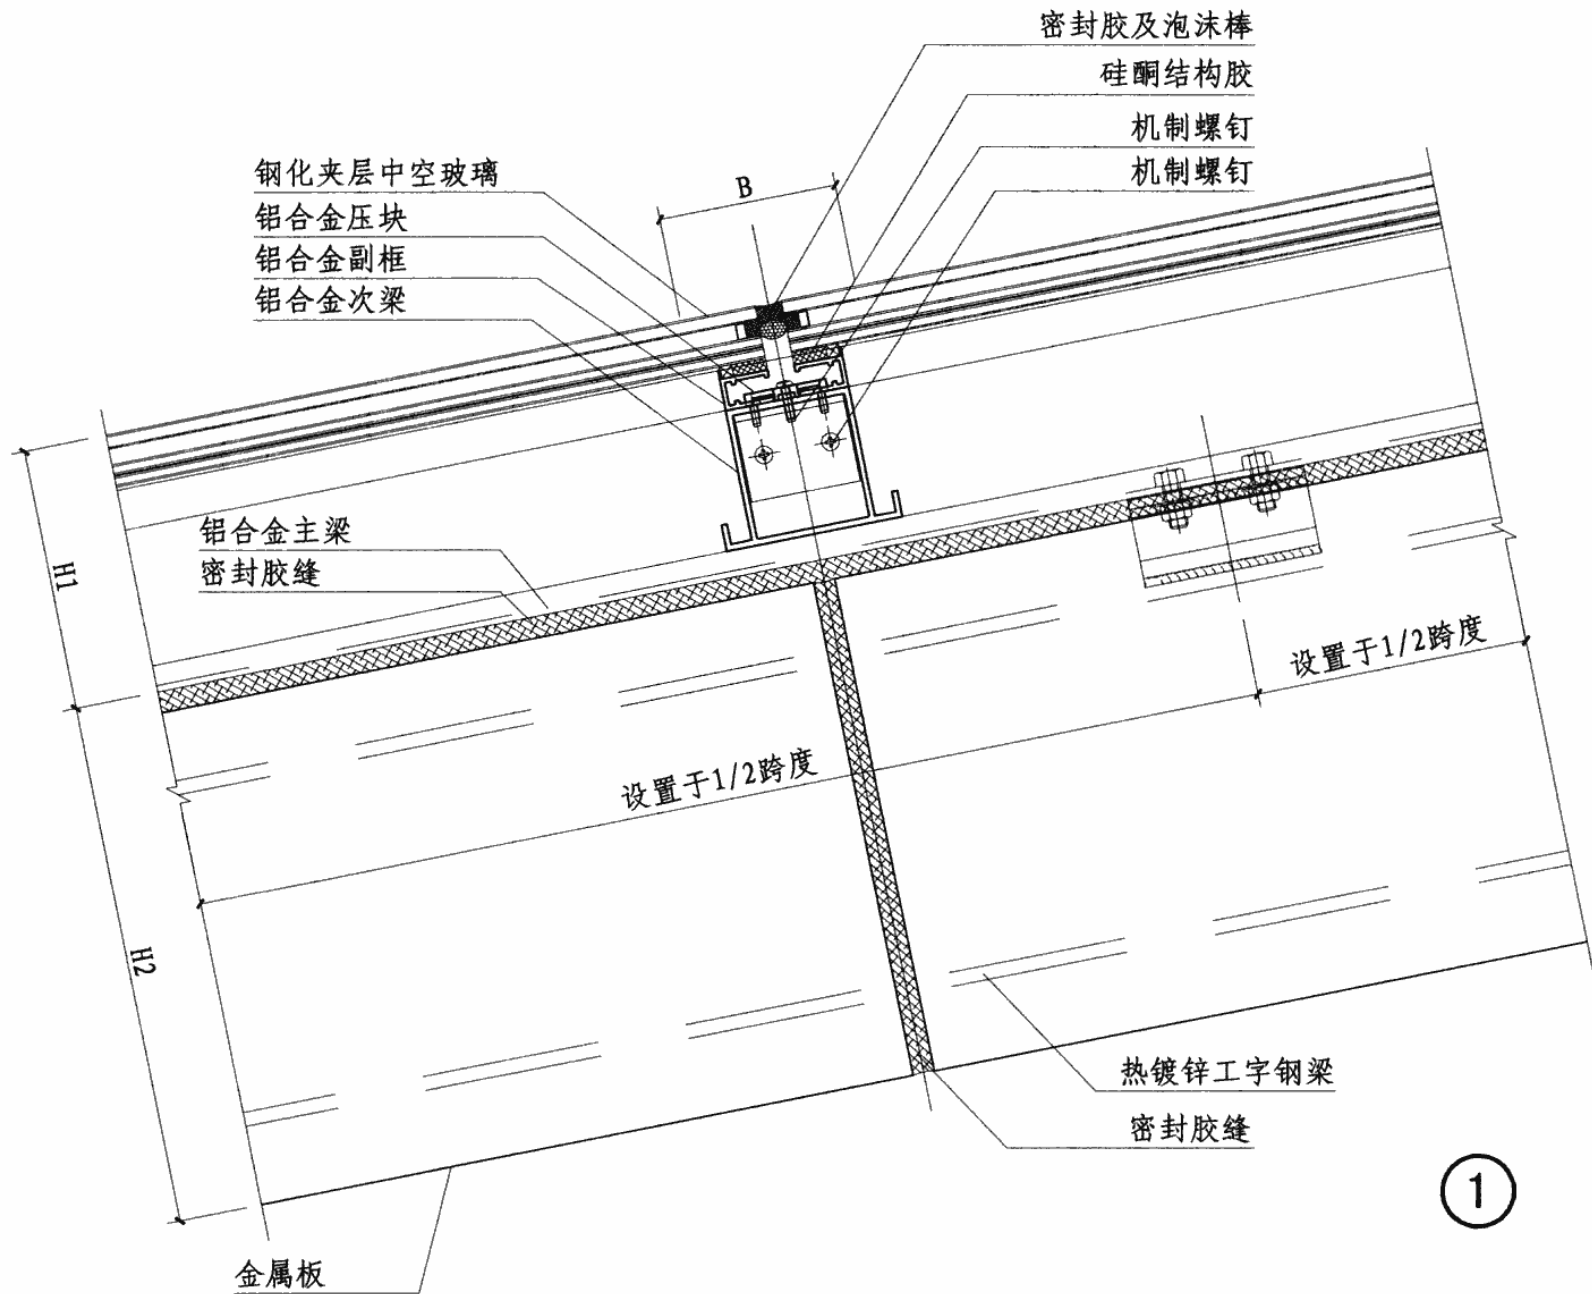 密封胶及泡沫棒
硅酮结构胶
机制螺钉
机制螺钉
钢化夹层中空玻璃
铝合金压块
铝合金副框
铝合金次梁
B
铝合金主梁
密封胶缝
H1
设置于1/2跨度
设置于1/2跨度
H2
热镀锌工字钢梁
密封胶缝
1
金属板